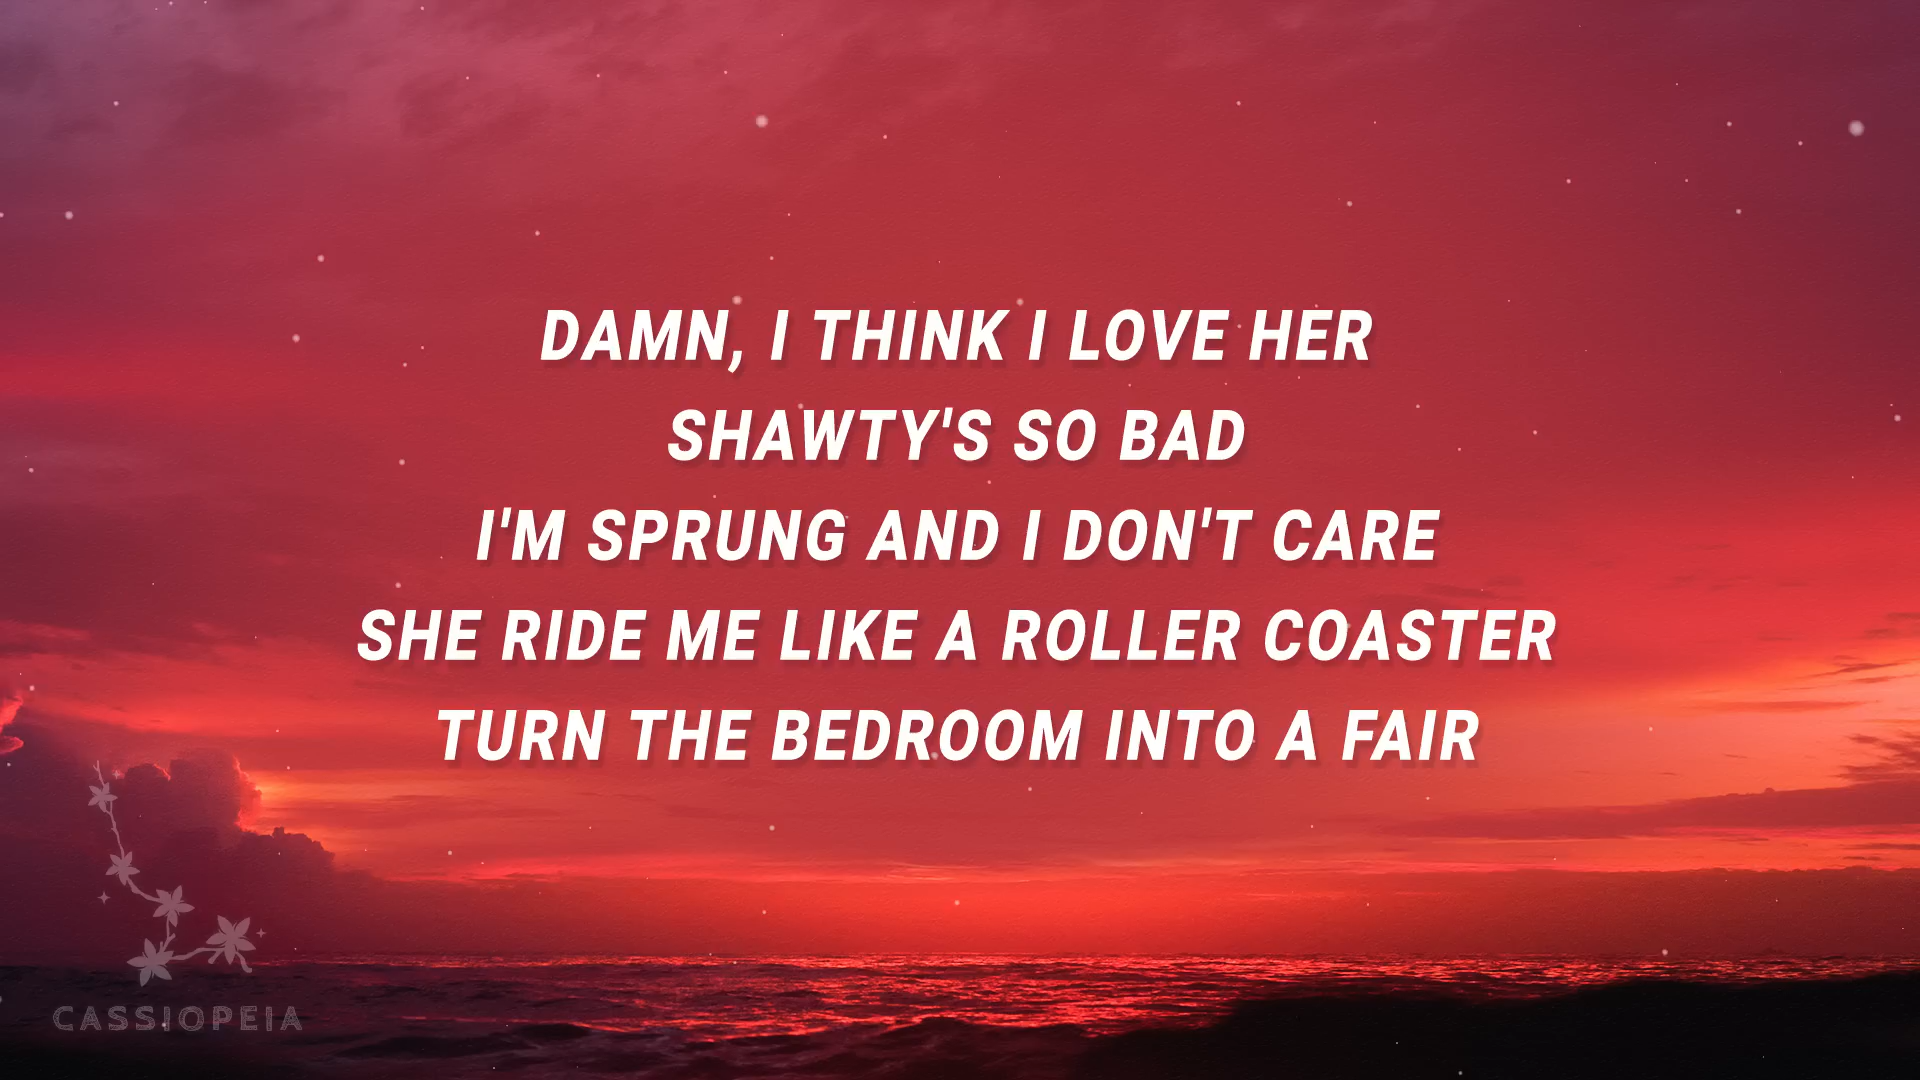 DAMN, I THINK I LOVE HER
SHAWTY'S SO BAD
I'M SPRUNG AND I DON'T CARE
SHE RIDE ME LIKE A ROLLER COASTER
TURN THE BEDROOM INTO A FAIR
CASSIOPEIA